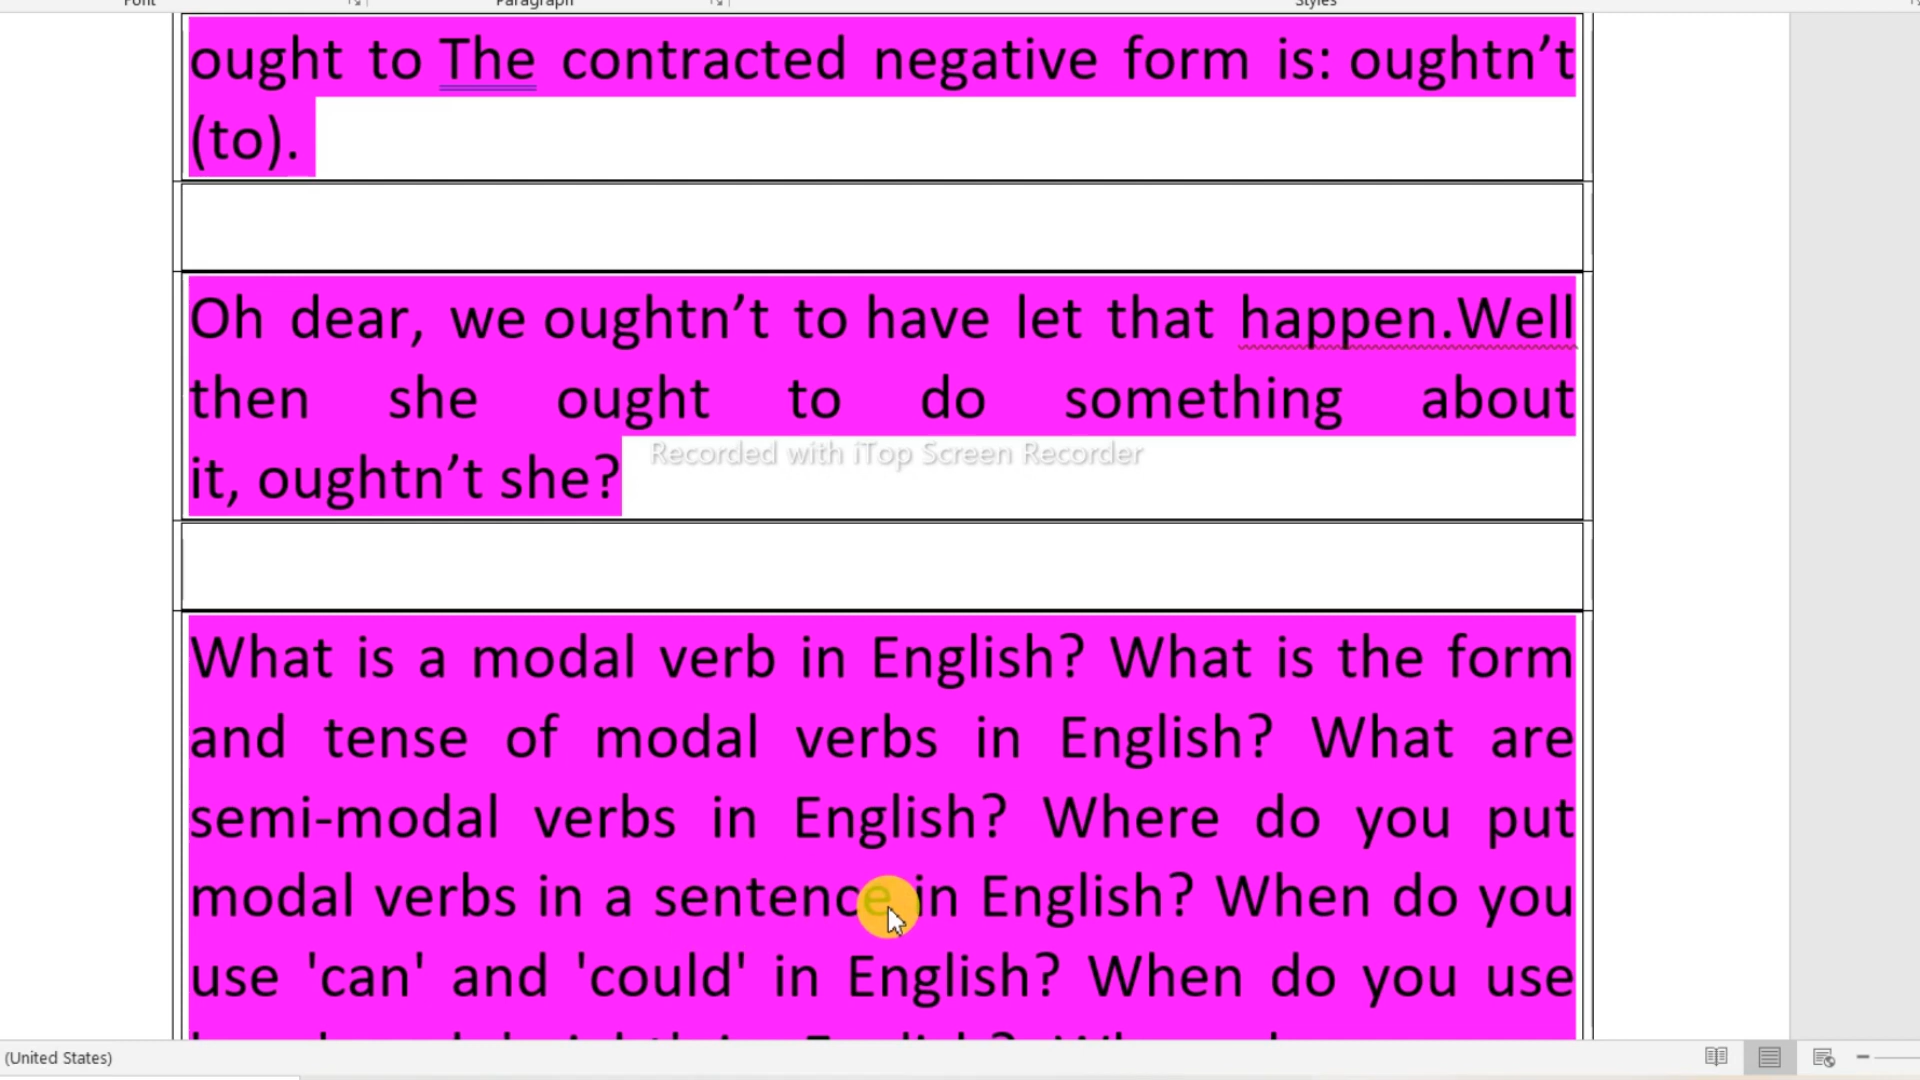 Font Paragraph Styles
ought to The contracted negative form is: oughtn’t
(to).
Oh dear, we oughtn’t to have let that happen.Well
then she ought to do something about
it, oughtn’t she?
Recorded with iTop Screen Recorder
What is a modal verb in English? What is the form
and tense of modal verbs in English? What are
semi-modal verbs in English? Where do you put
modal verbs in a sentence in English? When do you
use 'can' and 'could' in English? When do you use
(United States)